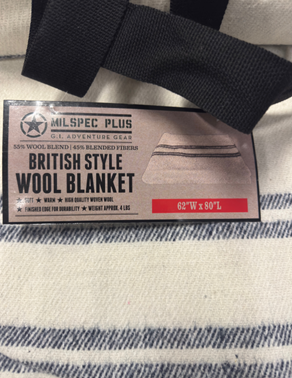 MILSPEC PLUS
G.I. ADVENTURE GEAR
55% WOOL BLEND | 45% BLENDED FIBERS
BRITISH STYLE
WOOL BLANKET
★ SOFT ★ WARM ★ HIGH QUALITY WOVEN WOOL
★ FINISHED EDGE FOR DURABILITY ★ WEIGHT APPROX. 4 LBS
62"W x 80"L